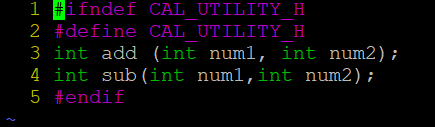 1 #ifndef CAL_UTILITY_H
2 #define CAL_UTILITY_H
3 int add (int num1, int num2);
4 int sub(int num1,int num2);
5 #endif
~